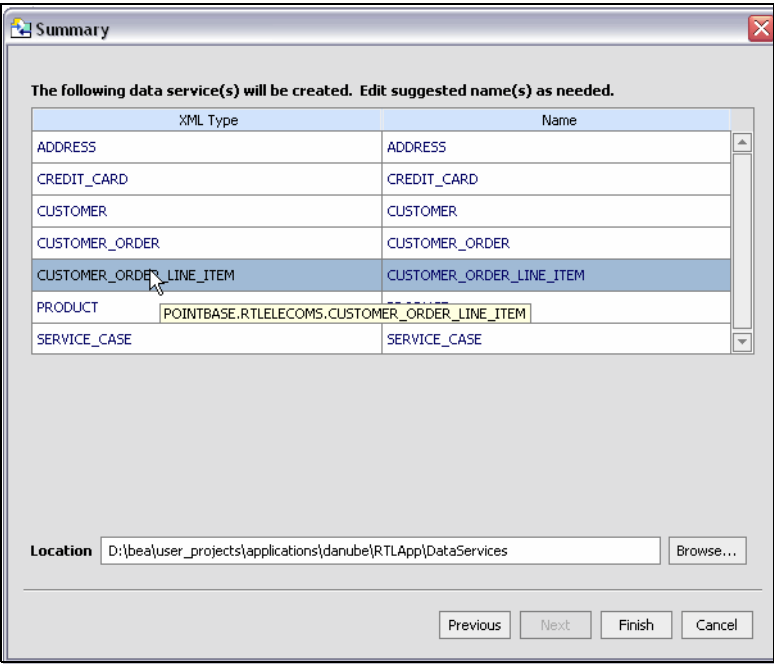 Summary
The following data service(s) will be created. Edit suggested name(s) as needed.
XML Type Name
ADDRESS ADDRESS
CREDIT_CARD CREDIT_CARD
CUSTOMER CUSTOMER
CUSTOMER_ORDER CUSTOMER_ORDER
CUSTOMER_ORDER_LINE_ITEM CUSTOMER_ORDER_LINE_ITEM
PRODUCT
POINTBASE.RTLELECOMS.CUSTOMER_ORDER_LINE_ITEM
SERVICE_CASE SERVICE_CASE
Location D:\bea\user_projects\applications\danube\RTLApp\DataServices Browse...
Previous Next Finish Cancel